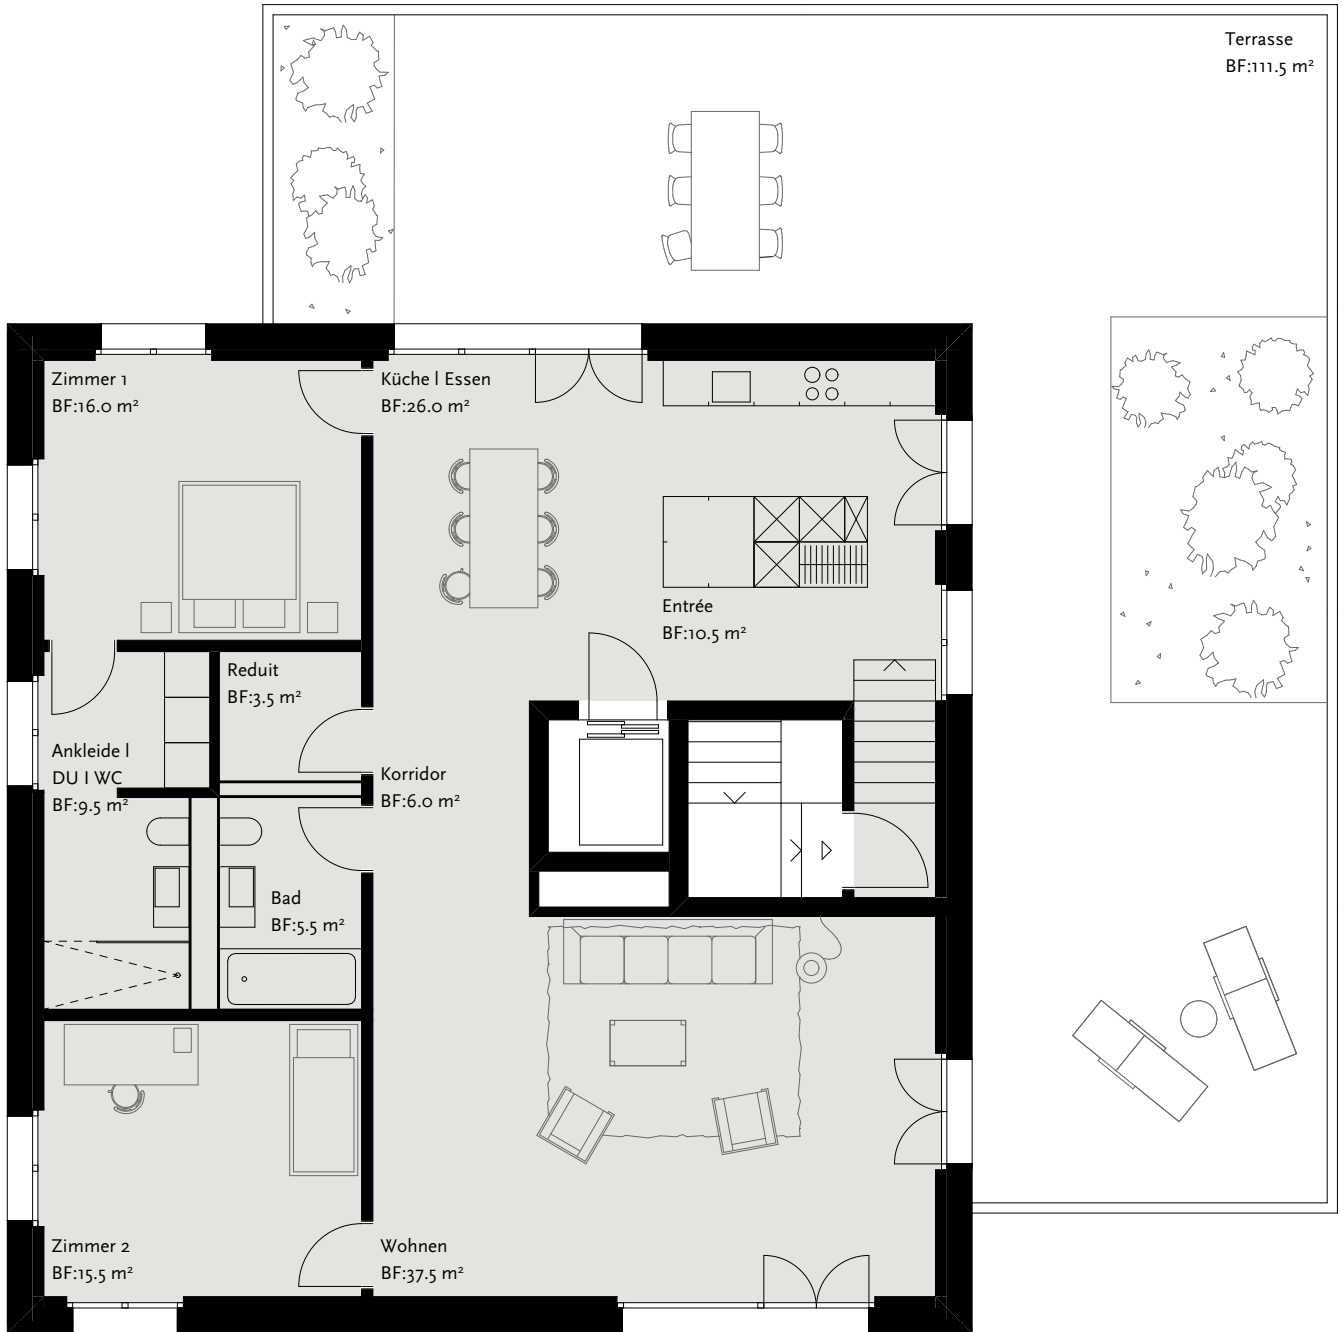 Terrasse
BF:111.5 m²
Zimmer 1
BF:16.0 m²
Küche l Essen
BF:26.0 m²
Entrée
BF:10.5 m²
Reduit
BF:3.5 m²
Ankleide l
DU I WC
BF:9.5 m²
Korridor
BF:6.0 m²
Bad
BF:5.5 m²
Zimmer 2
BF:15.5 m²
Wohnen
BF:37.5 m²